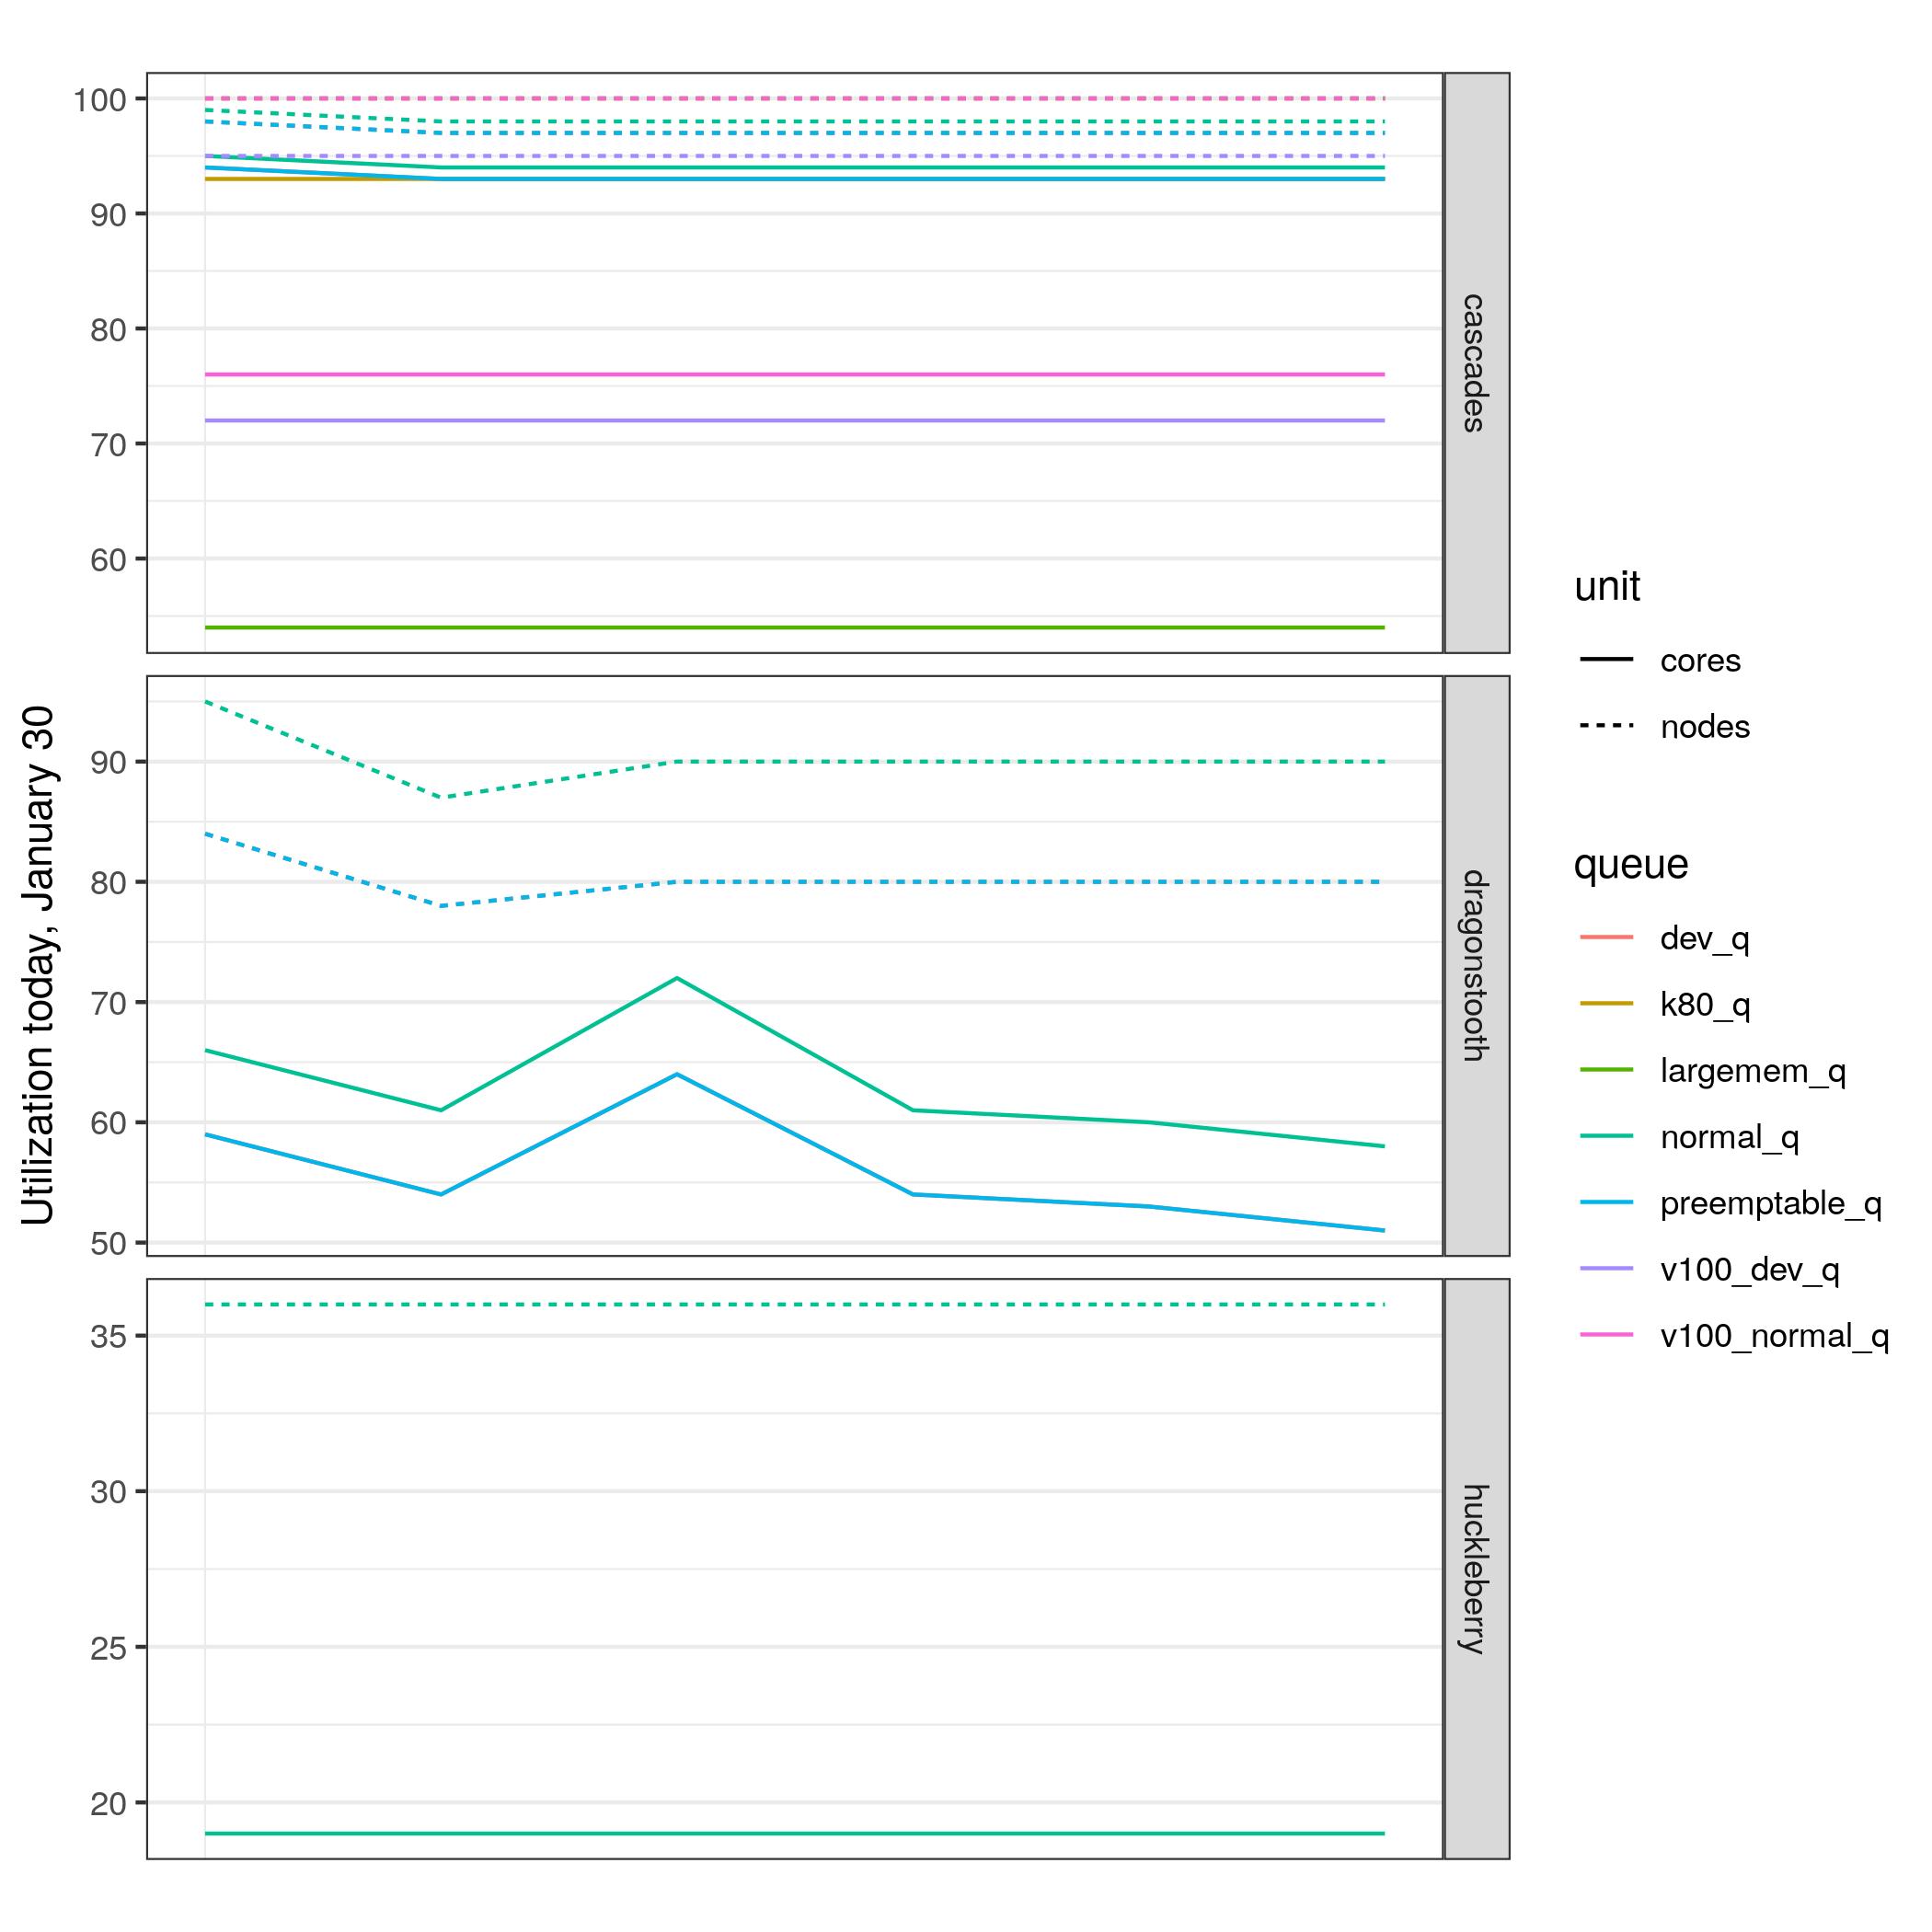 Utilization today, January 30
100
90
80
70
60
cascades
90
80
70
60
50
dragonstooth
35
30
25
20
huckleberry
unit
cores
nodes
queue
dev_q
k80_q
largemem_q
normal_q
preemptable_q
v100_dev_q
v100_normal_q